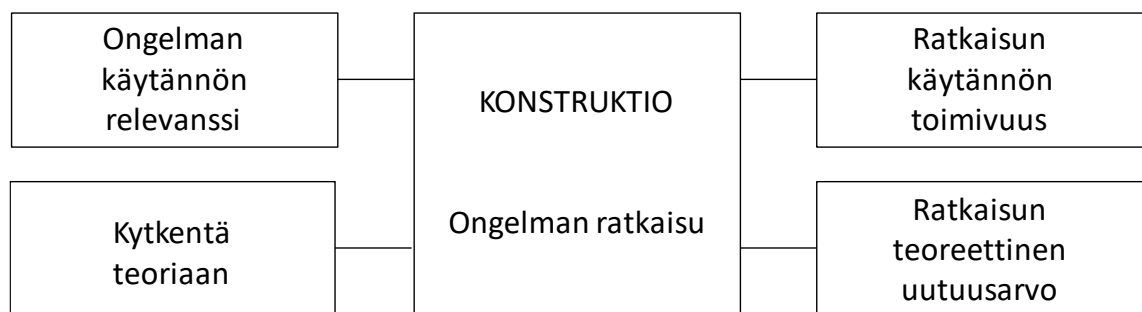 Ongelman
käytännön
relevanssi
Kytkentä
teoriaan
KONSTRUKTIO
Ongelman ratkaisu
Ratkaisun
käytännön
toimivuus
Ratkaisun
teoreettinen
uutuusarvo